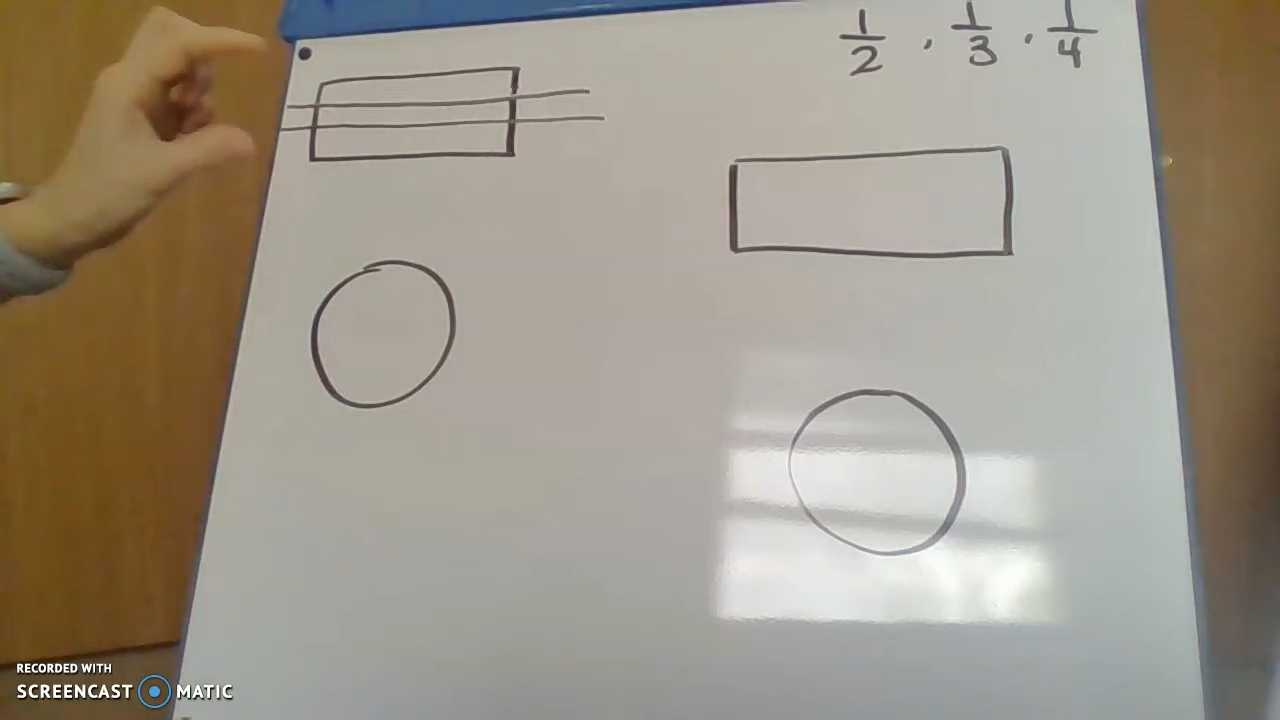 1/2 , 1/3 , 1/4
RECORDED WITH
SCREENCAST MATIC